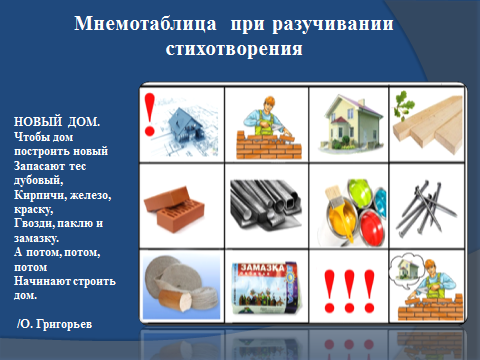 Мнемотаблица при разучивании
стихотворения
НОВЫЙ ДОМ.
Чтобы дом
построить новый
Запасают тес
дубовый,
Кирпичи, железо,
краску,
Гвозди, паклю и
замазку.
А потом, потом,
потом
Начинают строить
дом.
/О. Григорьев
!
ЗАМАЗКА
!!!